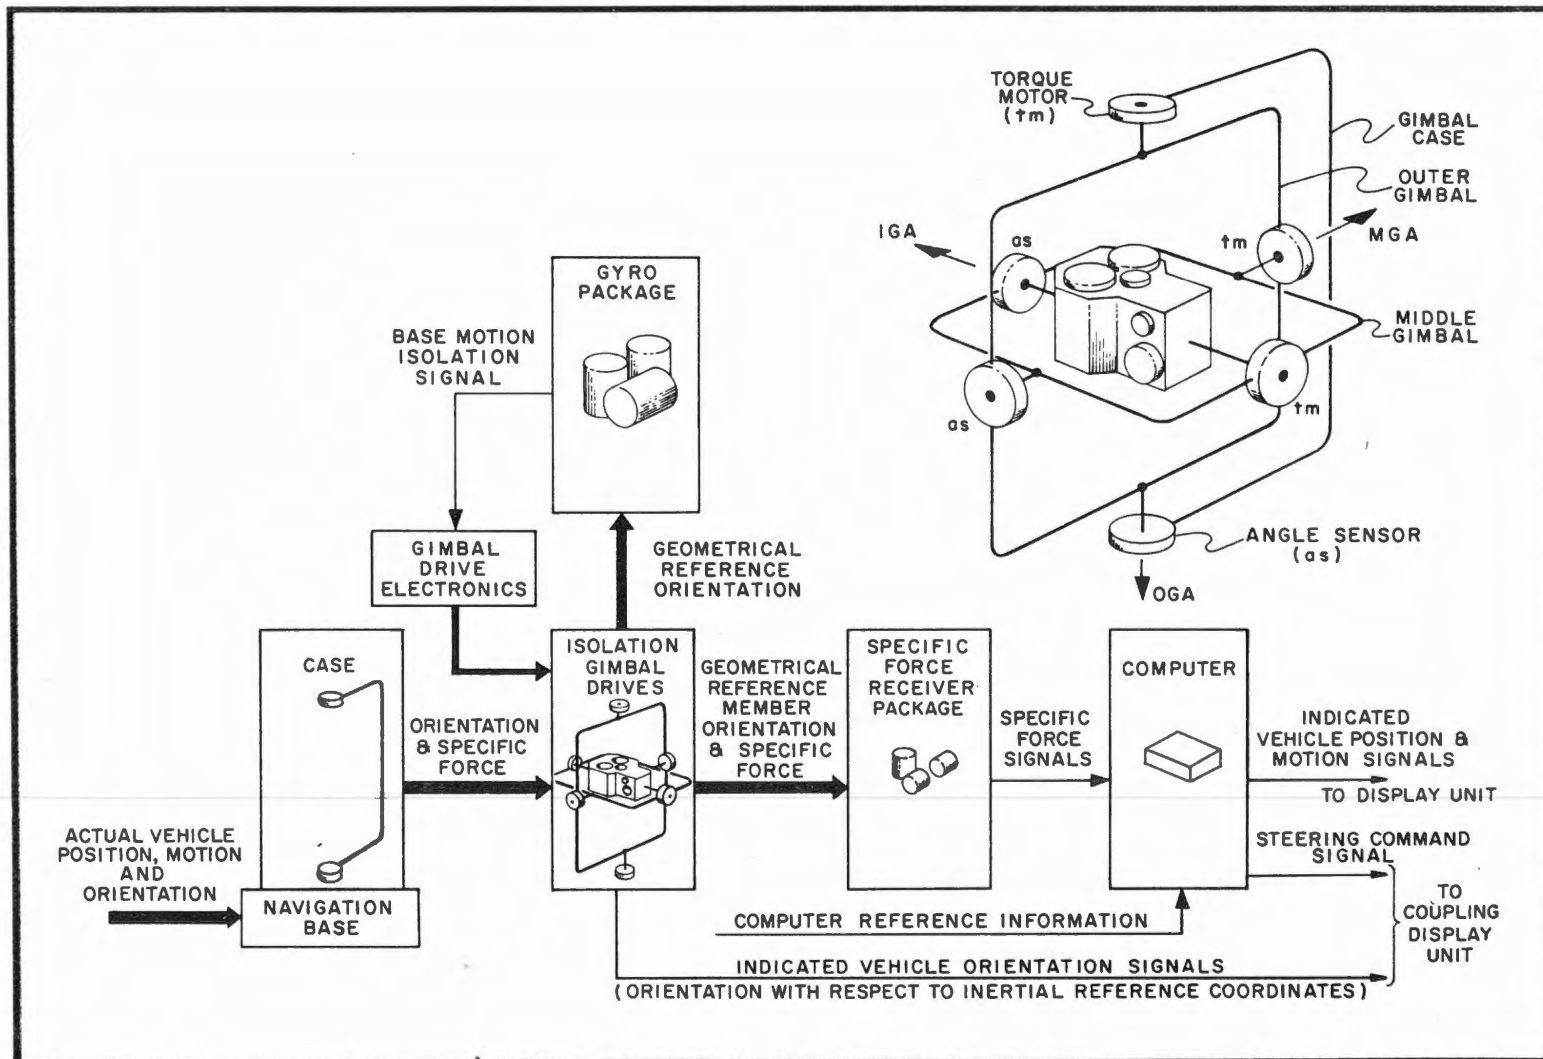 TORQUE
MOTOR
(tm)
GIMBAL
CASE
OUTER
GIMBAL
IGA
as
tm
MGA
MIDDLE
GIMBAL
as
tm
ANGLE SENSOR
(as)
OGA
GYRO
PACKAGE
BASE MOTION
ISOLATION
SIGNAL
GIMBAL
DRIVE
ELECTRONICS
GEOMETRICAL
REFERENCE
ORIENTATION
CASE
ORIENTATION
& SPECIFIC
FORCE
ISOLATION
GIMBAL
DRIVES
GEOMETRICAL
REFERENCE
MEMBER
ORIENTATION
& SPECIFIC
FORCE
SPECIFIC
FORCE
RECEIVER
PACKAGE
SPECIFIC
FORCE
SIGNALS
COMPUTER
INDICATED
VEHICLE POSITION &
MOTION SIGNALS
TO DISPLAY UNIT
STEERING COMMAND
SIGNAL
ACTUAL VEHICLE
POSITION, MOTION
AND
ORIENTATION
NAVIGATION
BASE
COMPUTER REFERENCE INFORMATION
INDICATED VEHICLE ORIENTATION SIGNALS
(ORIENTATION WITH RESPECT TO INERTIAL REFERENCE COORDINATES)
TO
COUPLING
DISPLAY
UNIT